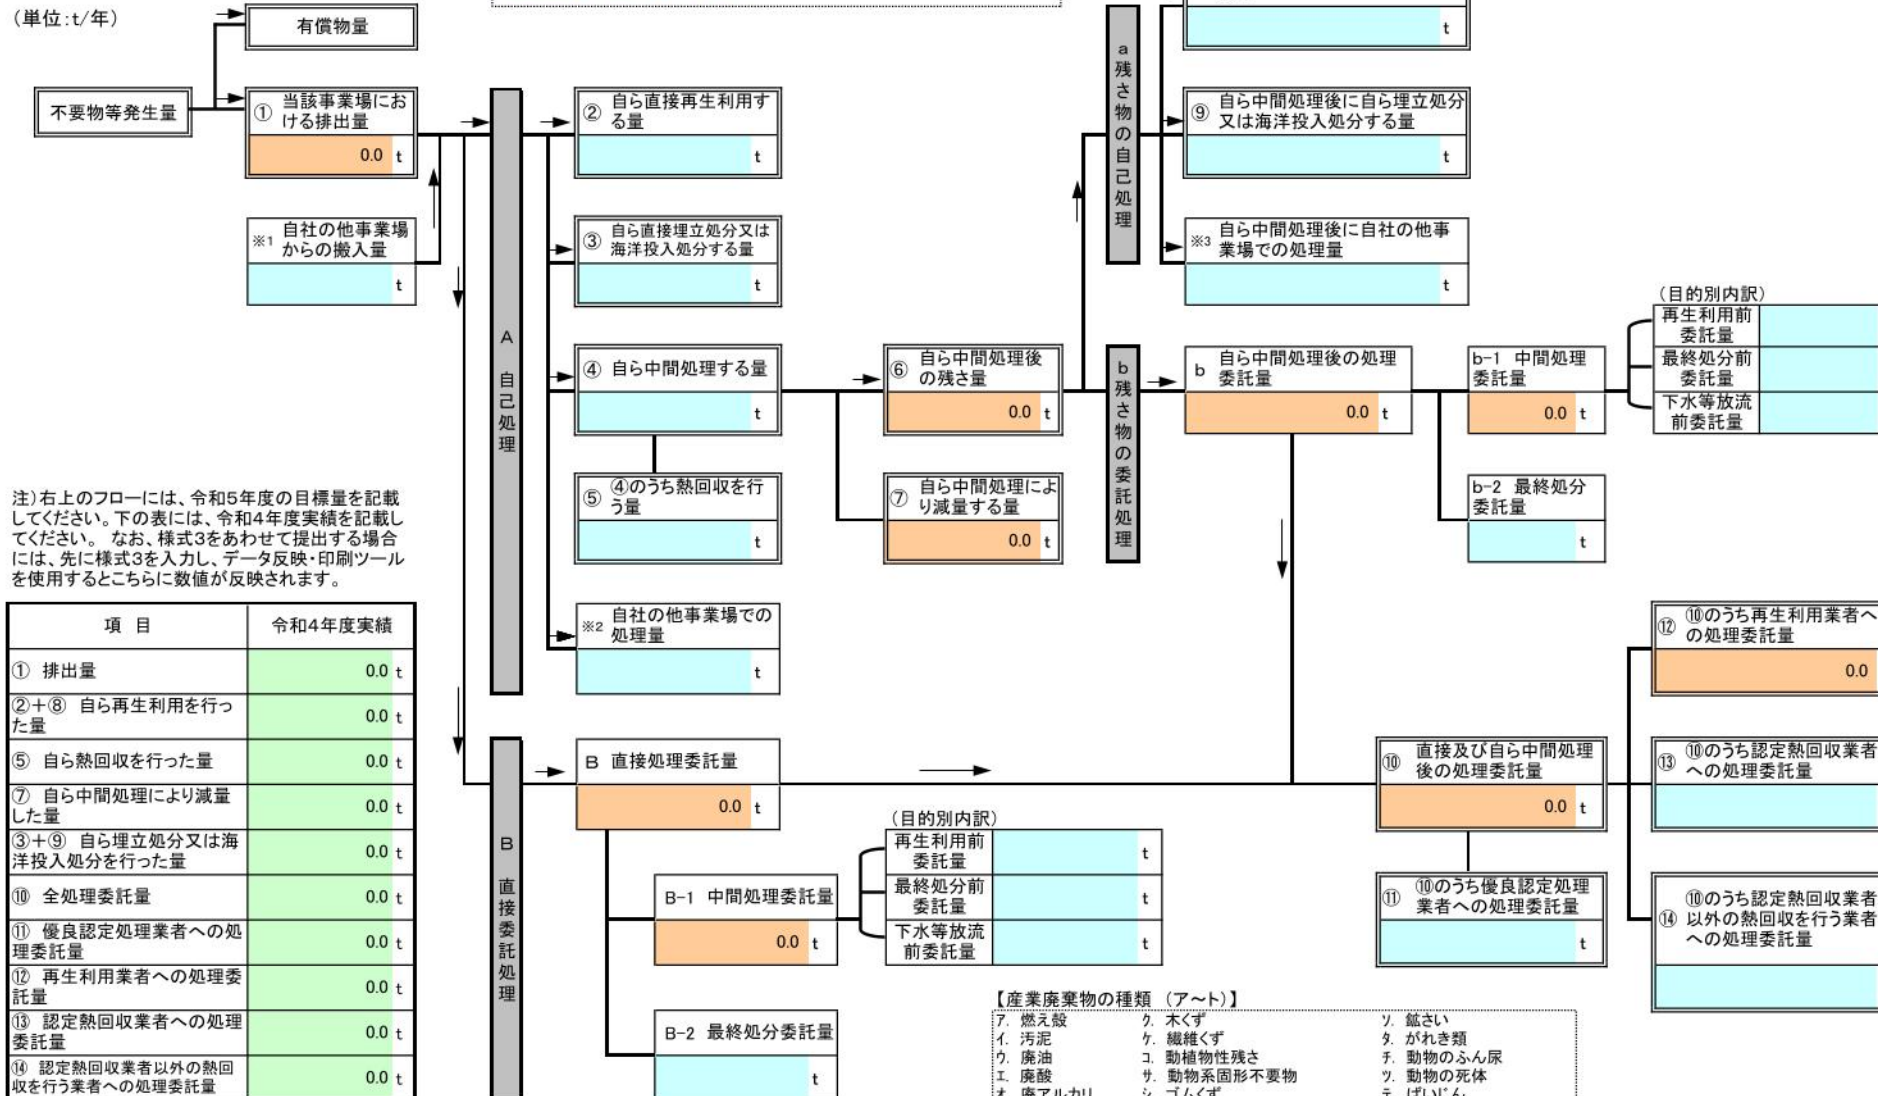 (単位:t/年)
有償物量
不要物等発生量
① 当該事業場にお
ける排出量
0.0 t
※1 自社の他事業場
からの搬入量
t
A 自己処理
② 自ら直接再生利用す
る量
t
③ 自ら直接埋立処分又は
海洋投入処分する量
t
④ 自ら中間処理する量
t
⑤ ④のうち熱回収を行
う量
t
※2 自社の他事業場での
処理量
t
⑥ 自ら中間処理後
の残さ量
0.0 t
⑦ 自ら中間処理によ
り減量する量
0.0 t
a残さ物の自己処理
t
⑨ 自ら中間処理後に自ら埋立処分
又は海洋投入処分する量
t
※3 自ら中間処理後に自社の他事
業場での処理量
t
b残さ物の委託処理
b 自ら中間処理後の処理
委託量
0.0 t
b-1 中間処理
委託量
0.0 t
(目的別内訳)
再生利用前
委託量
最終処分前
委託量
下水等放流
前委託量
b-2 最終処分
委託量
t
注)右上のフローには、令和5年度の目標量を記載
してください。下の表には、令和4年度実績を記載し
てください。 なお、様式3をあわせて提出する場合
には、先に様式3を入力し、データ反映・印刷ツール
を使用するとこちらに数値が反映されます。
項 目 令和4年度実績
① 排出量 0.0 t
②+⑧ 自ら再生利用を行っ
た量 0.0 t
⑤ 自ら熱回収を行った量 0.0 t
⑦ 自ら中間処理により減量
した量 0.0 t
③+⑨ 自ら埋立処分又は海
洋投入処分を行った量 0.0 t
⑩ 全処理委託量 0.0 t
⑪ 優良認定処理業者への処
理委託量 0.0 t
⑫ 再生利用業者への処理委
託量 0.0 t
⑬ 認定熱回収業者への処理
委託量 0.0 t
⑭ 認定熱回収業者以外の熱回
収を行う業者への処理委託量 0.0 t
B 直接委託処理
B 直接処理委託量
0.0 t
B-1 中間処理委託量
0.0 t
(目的別内訳)
再生利用前
委託量 t
最終処分前
委託量 t
下水等放流
前委託量 t
B-2 最終処分委託量
t
⑩ 直接及び自ら中間処理
後の処理委託量
0.0 t
⑪ ⑩のうち優良認定処理
業者への処理委託量
t
⑫ ⑩のうち再生利用業者へ
の処理委託量
0.0
⑬ ⑩のうち認定熱回収業者
への処理委託量
⑭ ⑩のうち認定熱回収業者
以外の熱回収を行う業者
への処理委託量
【産業廃棄物の種類 (ア~ト)】
ア. 燃え殻 ク. 木くず ソ. 鉱さい
イ. 汚泥 ケ. 繊維くず タ. がれき類
ウ. 廃油 コ. 動植物性残さ チ. 動物のふん尿
エ. 廃酸 サ. 動物系固形不要物 ツ. 動物の死体
オ. 廃アルカリ シ. ゴムくず テ. ばいじん